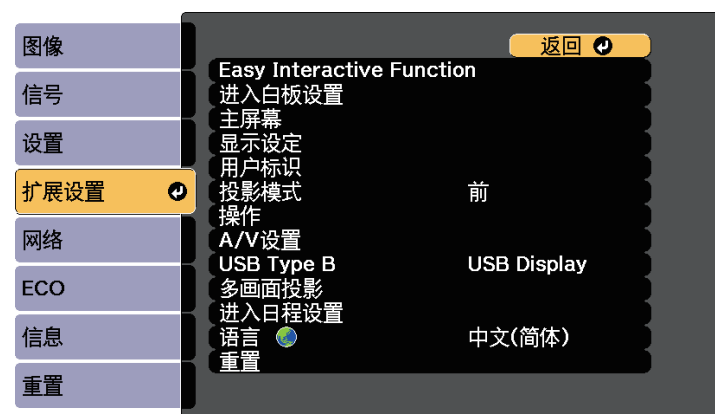 图像
信号
设置
扩展设置
网络
ECO
信息
重置
返回
Easy Interactive Function
进入白板设置
主屏幕
显示设定
用户标识
投影模式 前
操作
A/V设置
USB Type B USB Display
多画面投影
进入日程设置
语言 中文(简体)
重置